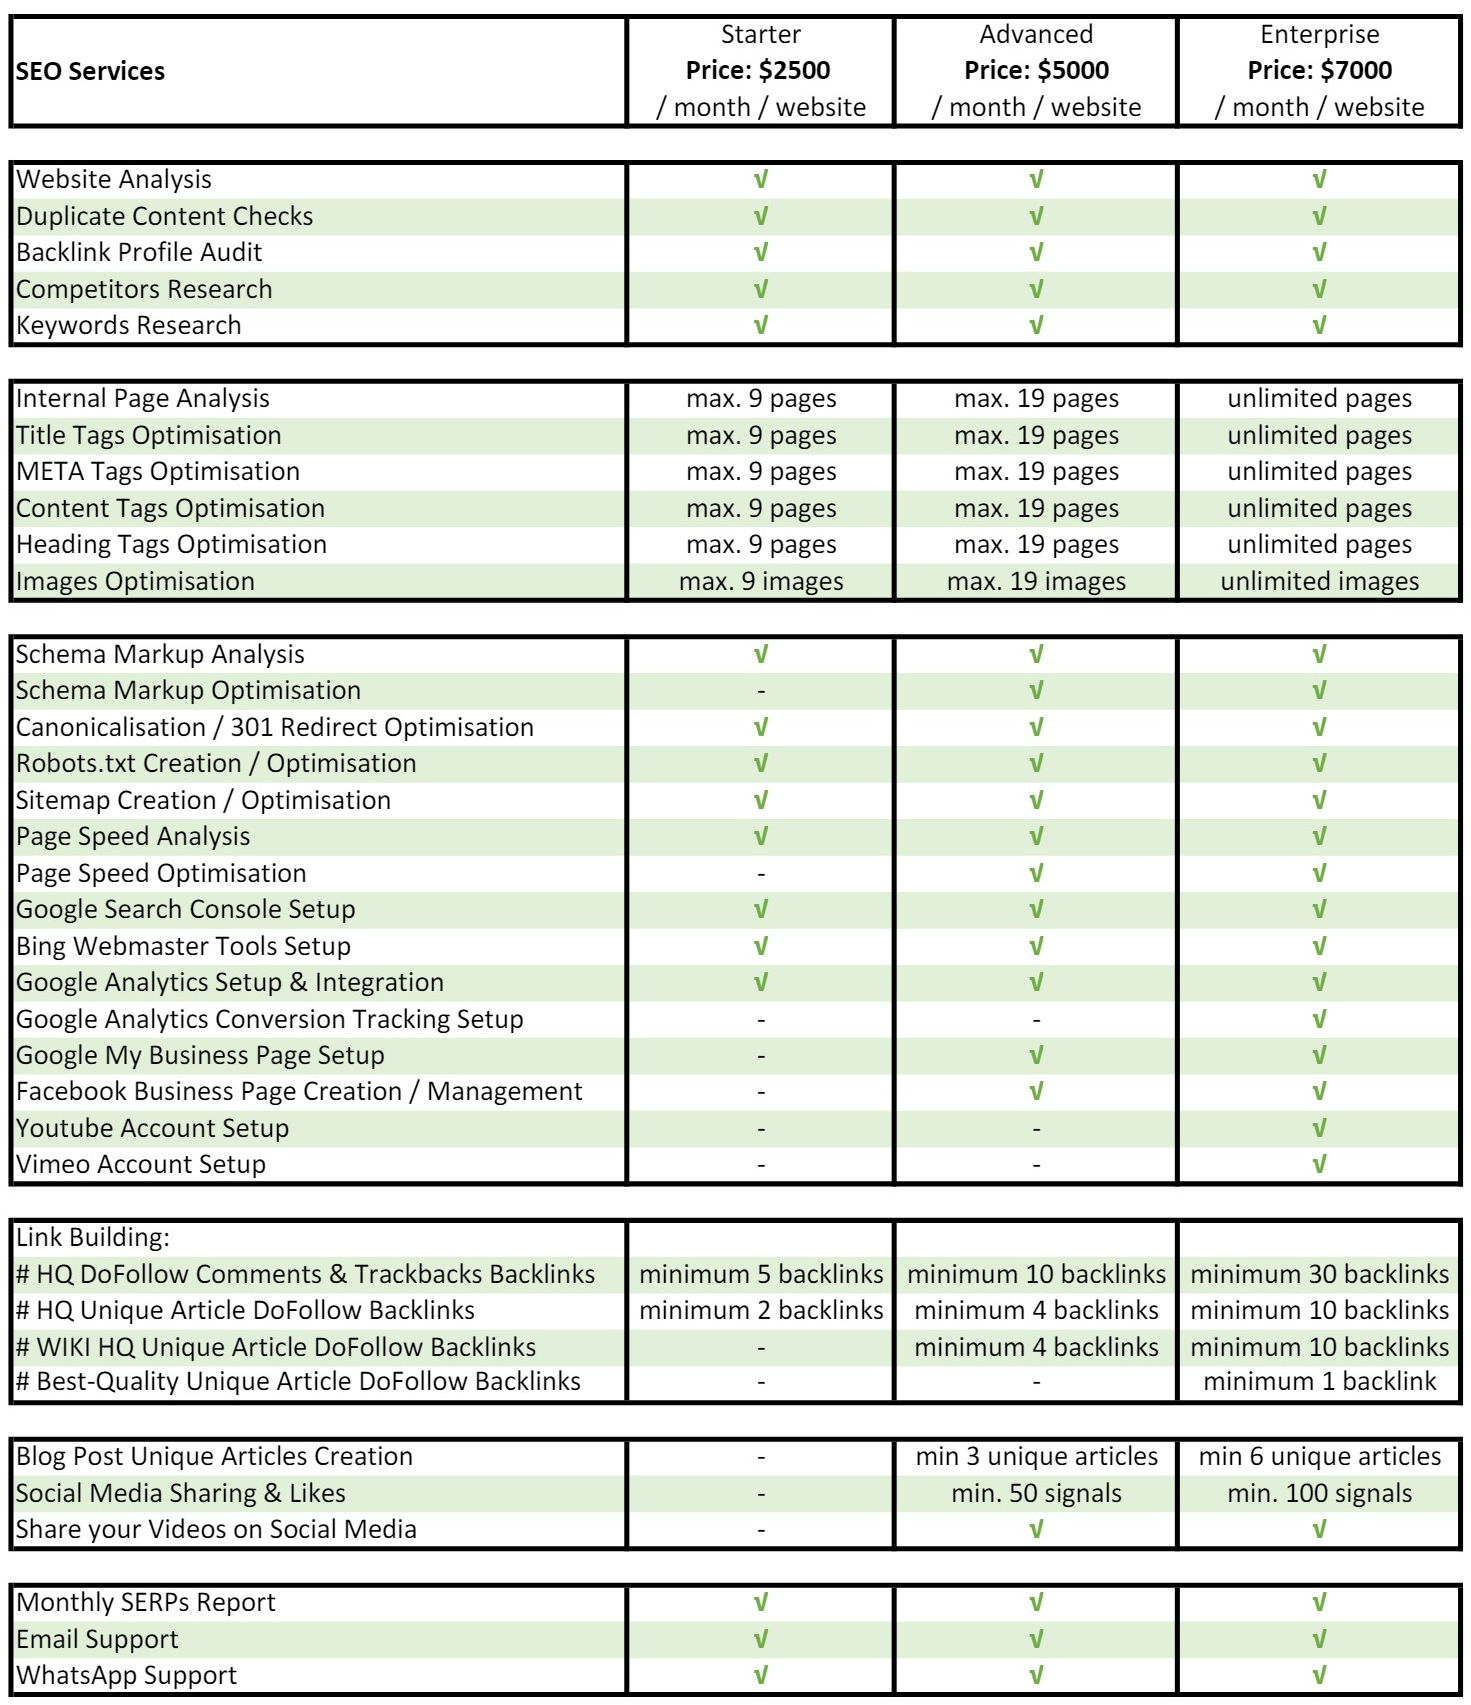 SEO Services
Starter
Price: $2500
/ month / website
Advanced
Price: $5000
/ month / website
Enterprise
Price: $7000
/ month / website
Website Analysis √ √ √
Duplicate Content Checks √ √ √
Backlink Profile Audit √ √ √
Competitors Research √ √ √
Keywords Research √ √ √
Internal Page Analysis max. 9 pages max. 19 pages unlimited pages
Title Tags Optimisation max. 9 pages max. 19 pages unlimited pages
META Tags Optimisation max. 9 pages max. 19 pages unlimited pages
Content Tags Optimisation max. 9 pages max. 19 pages unlimited pages
Heading Tags Optimisation max. 9 pages max. 19 pages unlimited pages
Images Optimisation max. 9 images max. 19 images unlimited images
Schema Markup Analysis √ √ √
Schema Markup Optimisation - √ √
Canonicalisation / 301 Redirect Optimisation √ √ √
Robots.txt Creation / Optimisation √ √ √
Sitemap Creation / Optimisation √ √ √
Page Speed Analysis √ √ √
Page Speed Optimisation - √ √
Google Search Console Setup √ √ √
Bing Webmaster Tools Setup √ √ √
Google Analytics Setup & Integration √ √ √
Google Analytics Conversion Tracking Setup - - √
Google My Business Page Setup - √ √
Facebook Business Page Creation / Management - √ √
Youtube Account Setup - - √
Vimeo Account Setup - - √
Link Building:
# HQ DoFollow Comments & Trackbacks Backlinks minimum 5 backlinks minimum 10 backlinks minimum 30 backlinks
# HQ Unique Article DoFollow Backlinks minimum 2 backlinks minimum 4 backlinks minimum 10 backlinks
# WIKI HQ Unique Article DoFollow Backlinks - minimum 4 backlinks minimum 10 backlinks
# Best-Quality Unique Article DoFollow Backlinks - - minimum 1 backlink
Blog Post Unique Articles Creation - min 3 unique articles min 6 unique articles
Social Media Sharing & Likes - min. 50 signals min. 100 signals
Share your Videos on Social Media - √ √
Monthly SERPs Report √ √ √
Email Support √ √ √
WhatsApp Support √ √ √